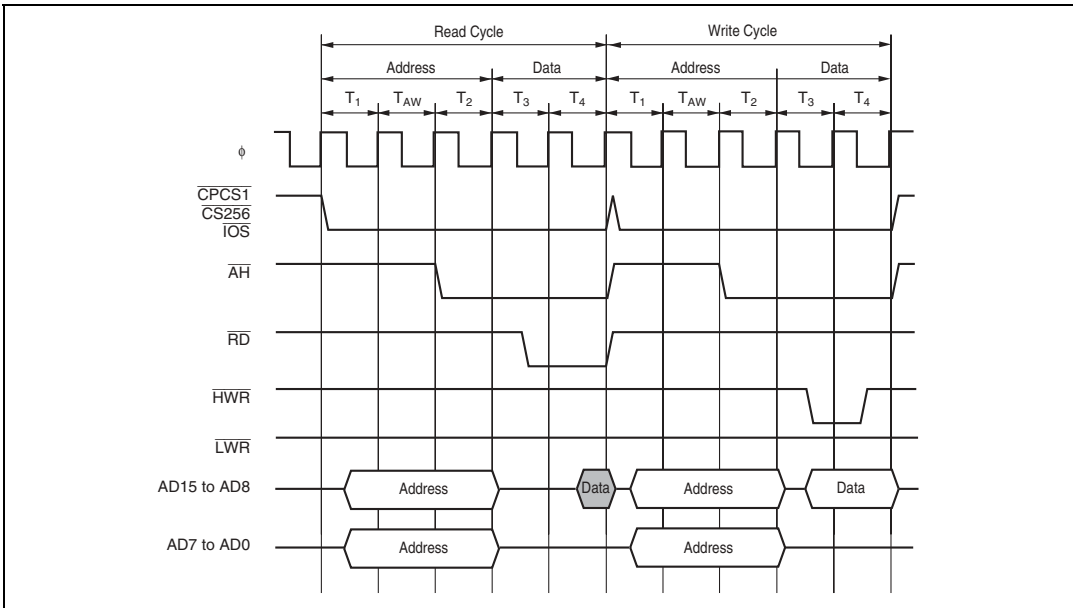 Read Cycle Write Cycle
Address Data Address Data
T1 TAW T2 T3 T4 T1 TAW T2 T3 T4
ϕ
CPCS1
CS256
IOS
AH
RD
HWR
LWR
AD15 to AD8 Address Data Address Data
AD7 to AD0 Address Address